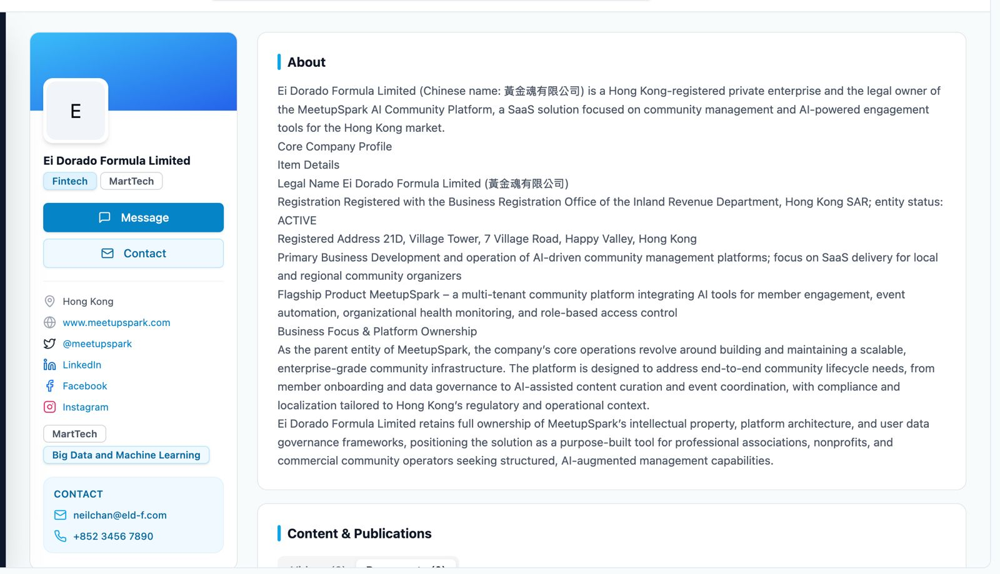 E
Ei Dorado Formula Limited
Fintech
MartTech
Message
Contact
Hong Kong
www.meetupspark.com
@meetupspark
LinkedIn
Facebook
Instagram
MartTech
Big Data and Machine Learning
CONTACT
neilchan@eld-f.com
+852 3456 7890
About
Ei Dorado Formula Limited (Chinese name: 黃金魂有限公司) is a Hong Kong-registered private enterprise and the legal owner of
the MeetupSpark AI Community Platform, a SaaS solution focused on community management and AI-powered engagement
tools for the Hong Kong market.
Core Company Profile
Item Details
Legal Name Ei Dorado Formula Limited (黃金魂有限公司)
Registration Registered with the Business Registration Office of the Inland Revenue Department, Hong Kong SAR; entity status:
ACTIVE
Registered Address 21D, Village Tower, 7 Village Road, Happy Valley, Hong Kong
Primary Business Development and operation of AI-driven community management platforms; focus on SaaS delivery for local
and regional community organizers
Flagship Product MeetupSpark – a multi-tenant community platform integrating AI tools for member engagement, event
automation, organizational health monitoring, and role-based access control
Business Focus & Platform Ownership
As the parent entity of MeetupSpark, the company’s core operations revolve around building and maintaining a scalable,
enterprise-grade community infrastructure. The platform is designed to address end-to-end community lifecycle needs, from
member onboarding and data governance to AI-assisted content curation and event coordination, with compliance and
localization tailored to Hong Kong’s regulatory and operational context.
Ei Dorado Formula Limited retains full ownership of MeetupSpark’s intellectual property, platform architecture, and user data
governance frameworks, positioning the solution as a purpose-built tool for professional associations, nonprofits, and
commercial community operators seeking structured, AI-augmented management capabilities.
Content & Publications